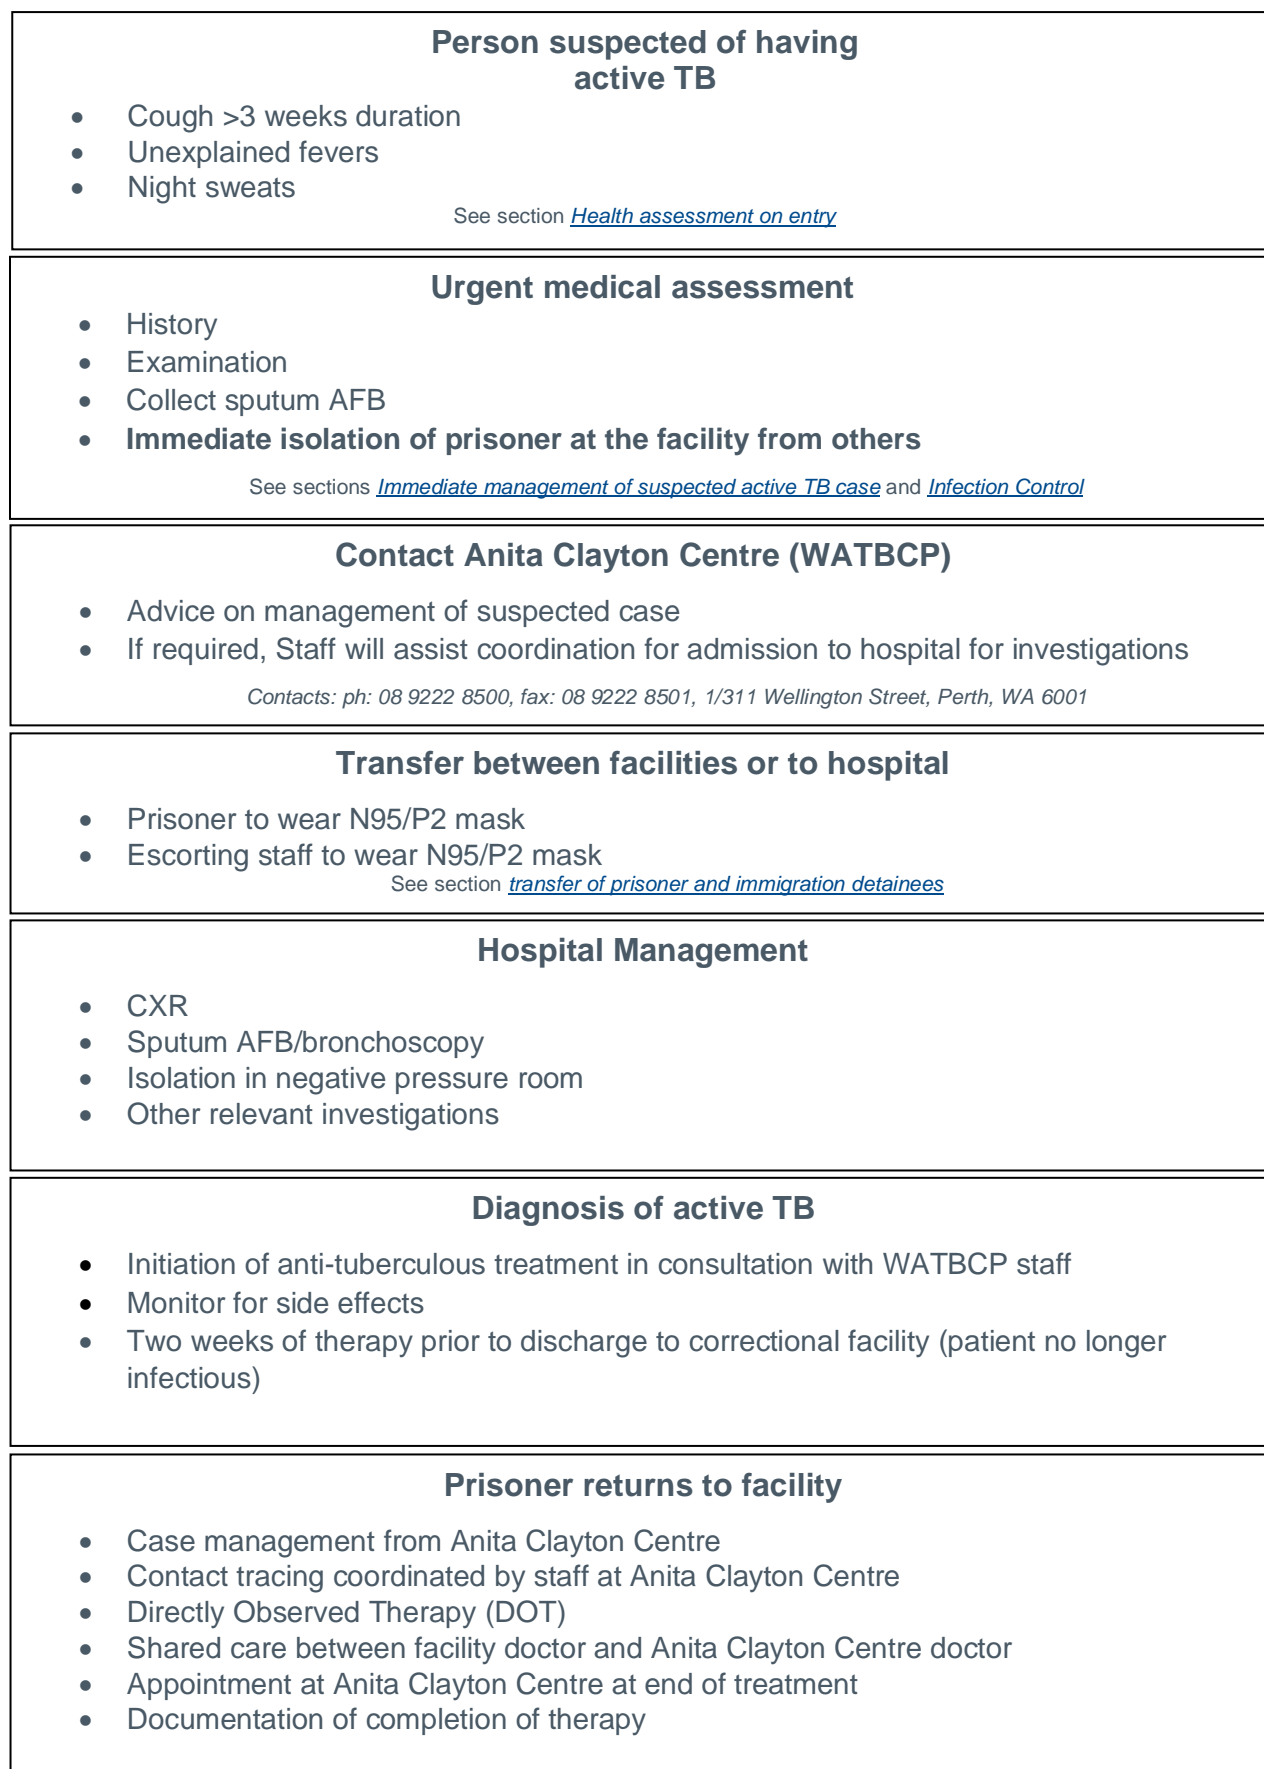 Person suspected of having
active TB
• Cough >3 weeks duration
• Unexplained fevers
• Night sweats
See section Health assessment on entry
Urgent medical assessment
• History
• Examination
• Collect sputum AFB
• Immediate isolation of prisoner at the facility from others
See sections Immediate management of suspected active TB case and Infection Control
Contact Anita Clayton Centre (WATBCP)
• Advice on management of suspected case
• If required, Staff will assist coordination for admission to hospital for investigations
Contacts: ph: 08 9222 8500, fax: 08 9222 8501, 1/311 Wellington Street, Perth, WA 6001
Transfer between facilities or to hospital
• Prisoner to wear N95/P2 mask
• Escorting staff to wear N95/P2 mask
See section transfer of prisoner and immigration detainees
Hospital Management
• CXR
• Sputum AFB/bronchoscopy
• Isolation in negative pressure room
• Other relevant investigations
Diagnosis of active TB
• Initiation of anti-tuberculous treatment in consultation with WATBCP staff
• Monitor for side effects
• Two weeks of therapy prior to discharge to correctional facility (patient no longer
infectious)
Prisoner returns to facility
• Case management from Anita Clayton Centre
• Contact tracing coordinated by staff at Anita Clayton Centre
• Directly Observed Therapy (DOT)
• Shared care between facility doctor and Anita Clayton Centre doctor
• Appointment at Anita Clayton Centre at end of treatment
• Documentation of completion of therapy